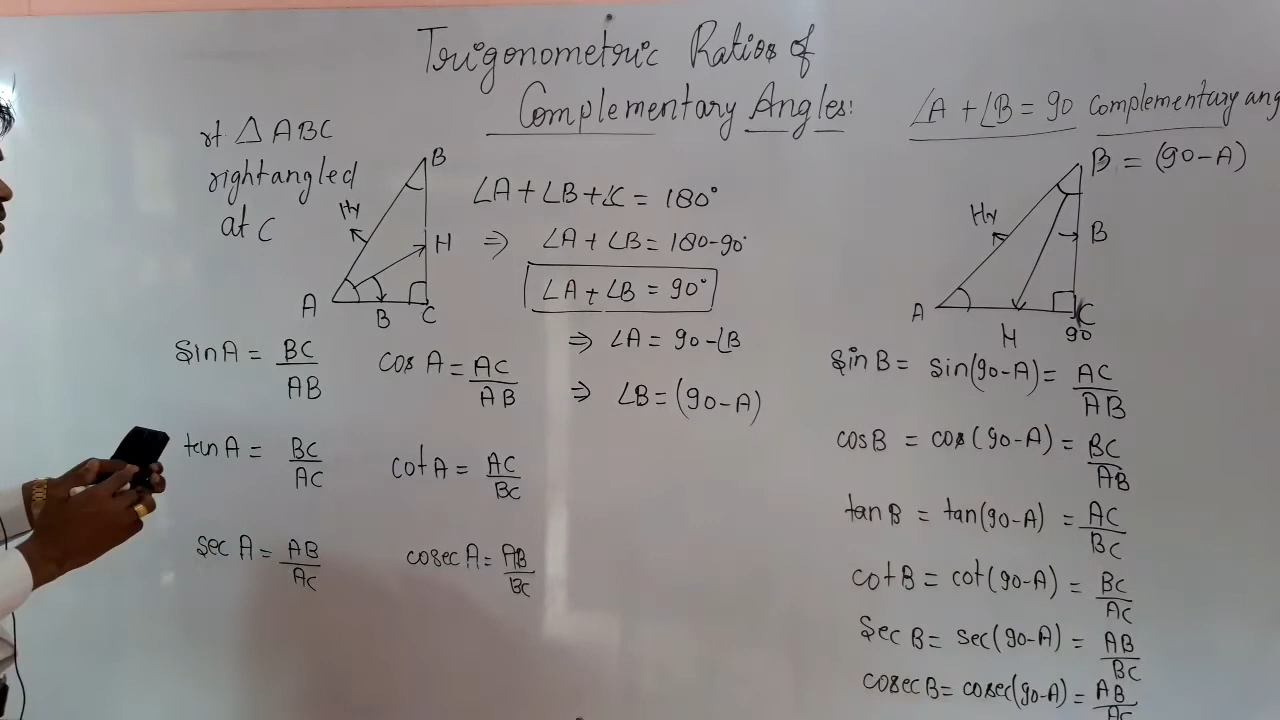 Trigonometric Ratios of
Complementary Angles:
rt △ ABC
rightangled
at C
B
Hy
H
A
B
C
∠A + ∠B + ∠C = 180°
⇒ ∠A + ∠B = 180-90°
∠A + ∠B = 90°
⇒ ∠A = 90-∠B
⇒ ∠B = (90-A)
sin A = BC/AB
cos A = AC/AB
tan A = BC/AC
cot A = AC/BC
sec A = AB/AC
cosec A = AB/BC
∠A + ∠B = 90 complementary ang
B = (90-A)
Hy
B
A
H
C
90
sin B = sin(90-A) = AC/AB
cos B = cos(90-A) = BC/AB
tan B = tan(90-A) = AC/BC
cot B = cot(90-A) = BC/AC
sec B = sec(90-A) = AB/BC
cosec B = cosec(90-A) = AB/AC